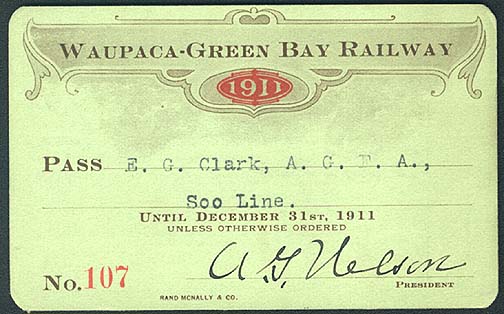 WAUPACA-GREEN BAY RAILWAY
1911
PASS E. G. Clark, A. G. F. A.,
Soo Line.
UNTIL DECEMBER 31ST, 1911
UNLESS OTHERWISE ORDERED
No. 107
A G Nelson
PRESIDENT
RAND MCNALLY & CO.